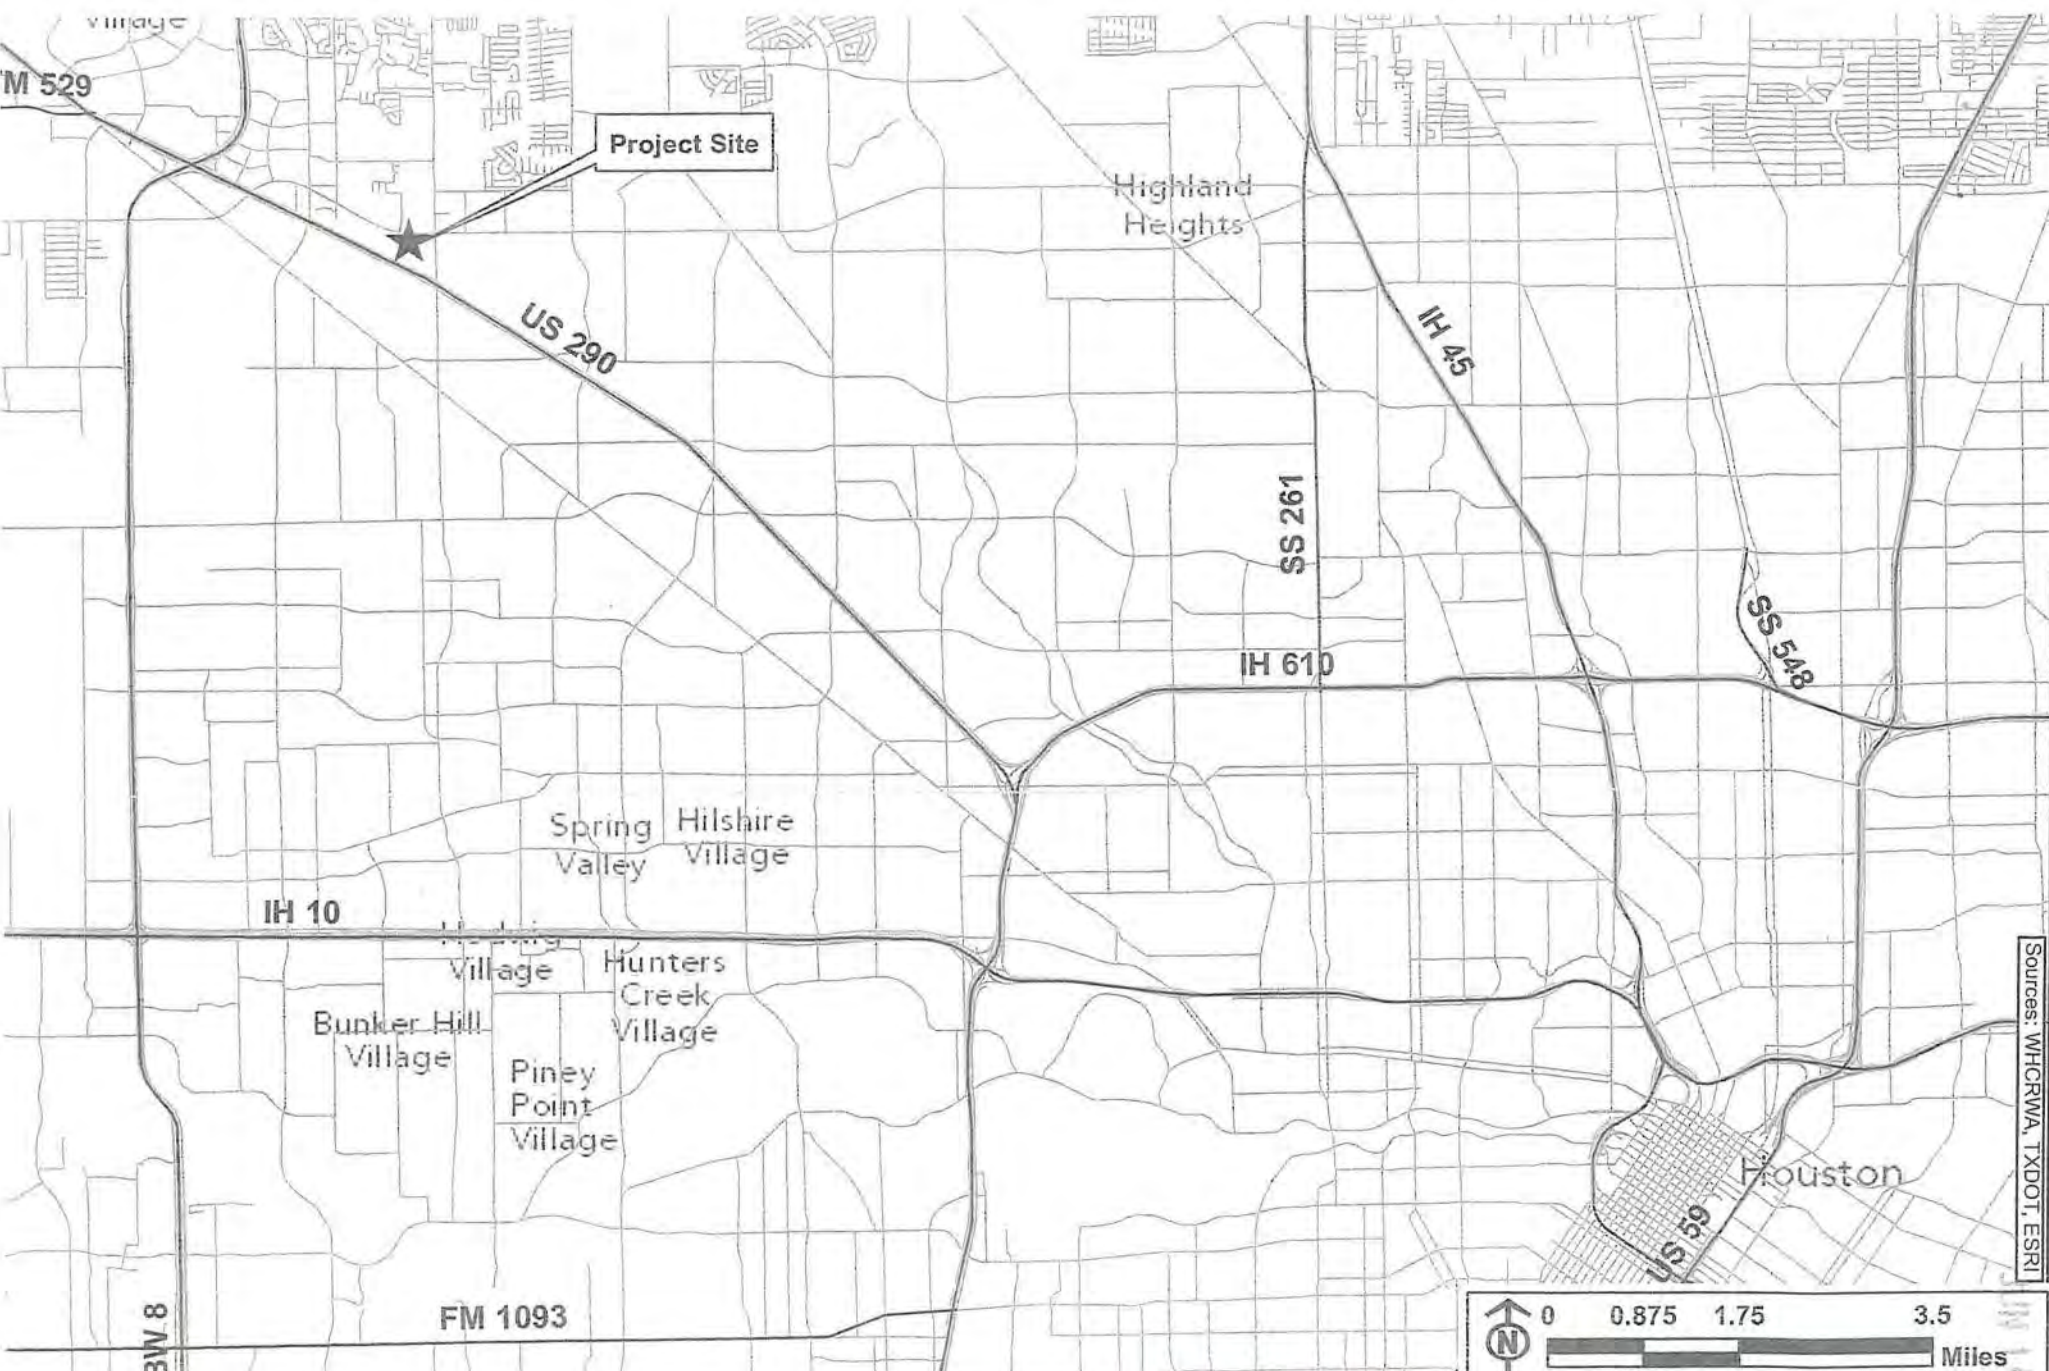 Village
FM 529
Project Site
Highland
Heights
US 290
IH 45
SS 261
SS 548
IH 610
Spring
Valley
Hilshire
Village
IH 10
Hedwig
Village
Hunters
Creek
Village
Bunker Hill
Village
Piney
Point
Village
Houston
US 59
BW 8
FM 1093
Sources: WHCRWA, TXDOT, ESRI
N
0 0.875 1.75 3.5
Miles